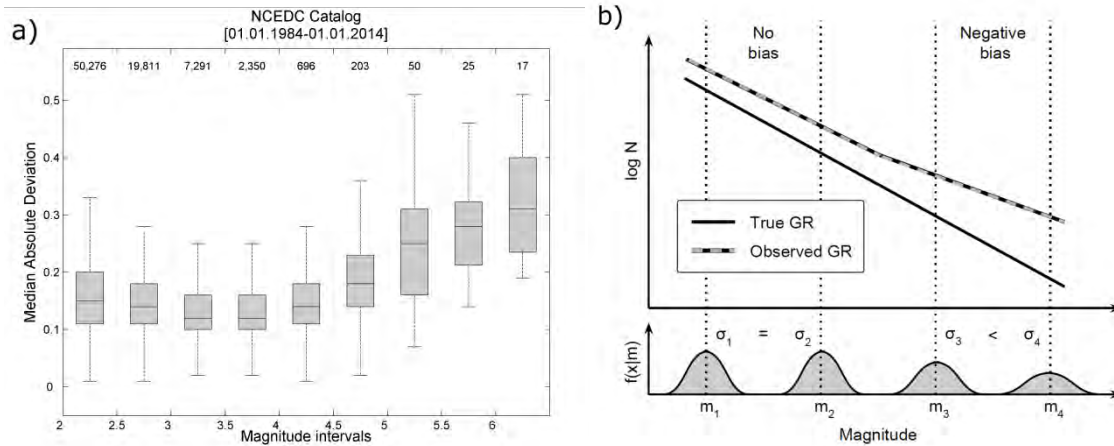 a)
NCEDC Catalog
[01.01.1984-01.01.2014]
50,276 19,811 7,291 2,350 696 203 50 25 17
0.5
0.4
0.3
0.2
0.1
0
Median Absolute Deviation
2 2.5 3 3.5 4 4.5 5 5.5 6
Magnitude intervals
b)
No bias
Negative bias
log N
True GR
Observed GR
f(x|m)
σ1 = σ2 σ3 < σ4
m1 m2 m3 m4
Magnitude